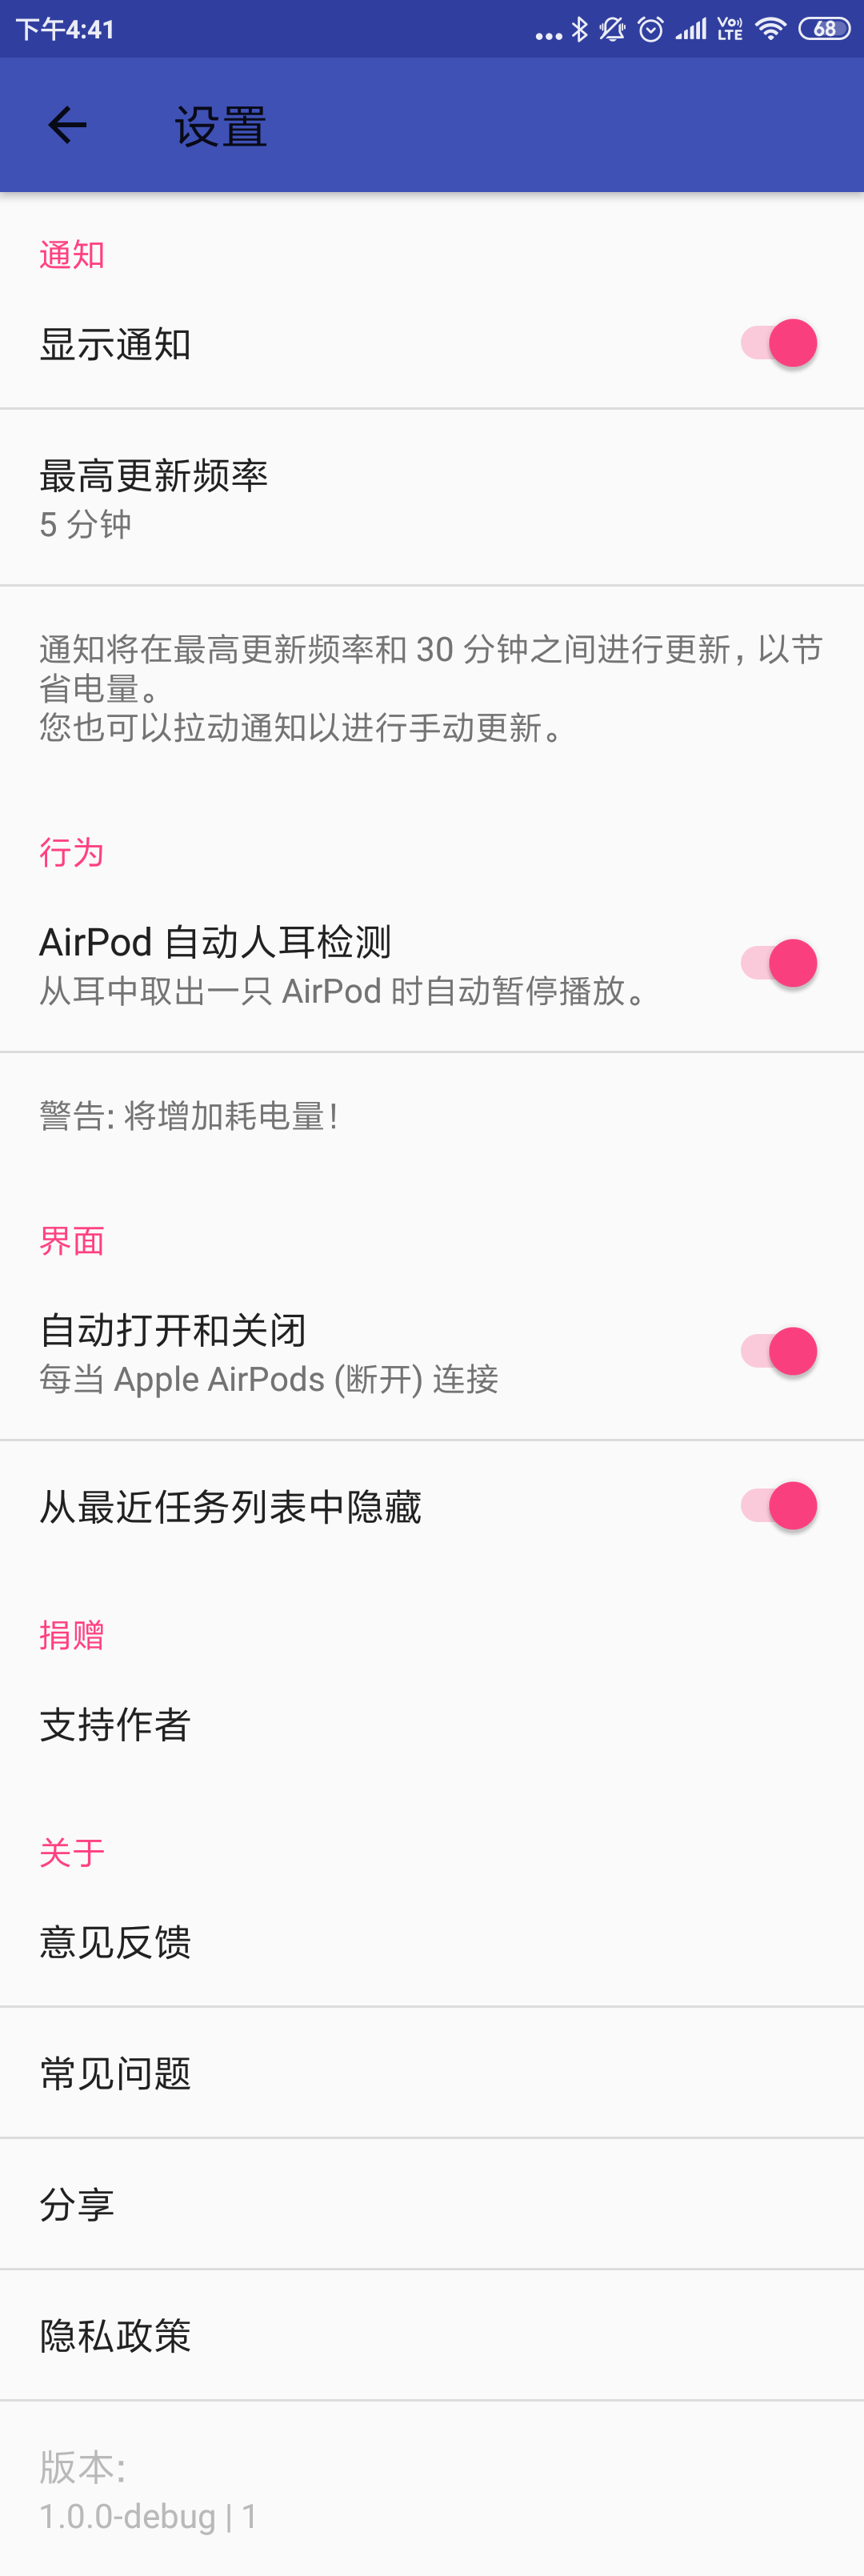 下午4:41
Vo))
LTE
68
设置
通知
显示通知
最高更新频率
5 分钟
通知将在最高更新频率和 30 分钟之间进行更新，以节
省电量。
您也可以拉动通知以进行手动更新。
行为
AirPod 自动人耳检测
从耳中取出一只 AirPod 时自动暂停播放。
警告: 将增加耗电量！
界面
自动打开和关闭
每当 Apple AirPods (断开) 连接
从最近任务列表中隐藏
捐赠
支持作者
关于
意见反馈
常见问题
分享
隐私政策
版本:
1.0.0-debug | 1